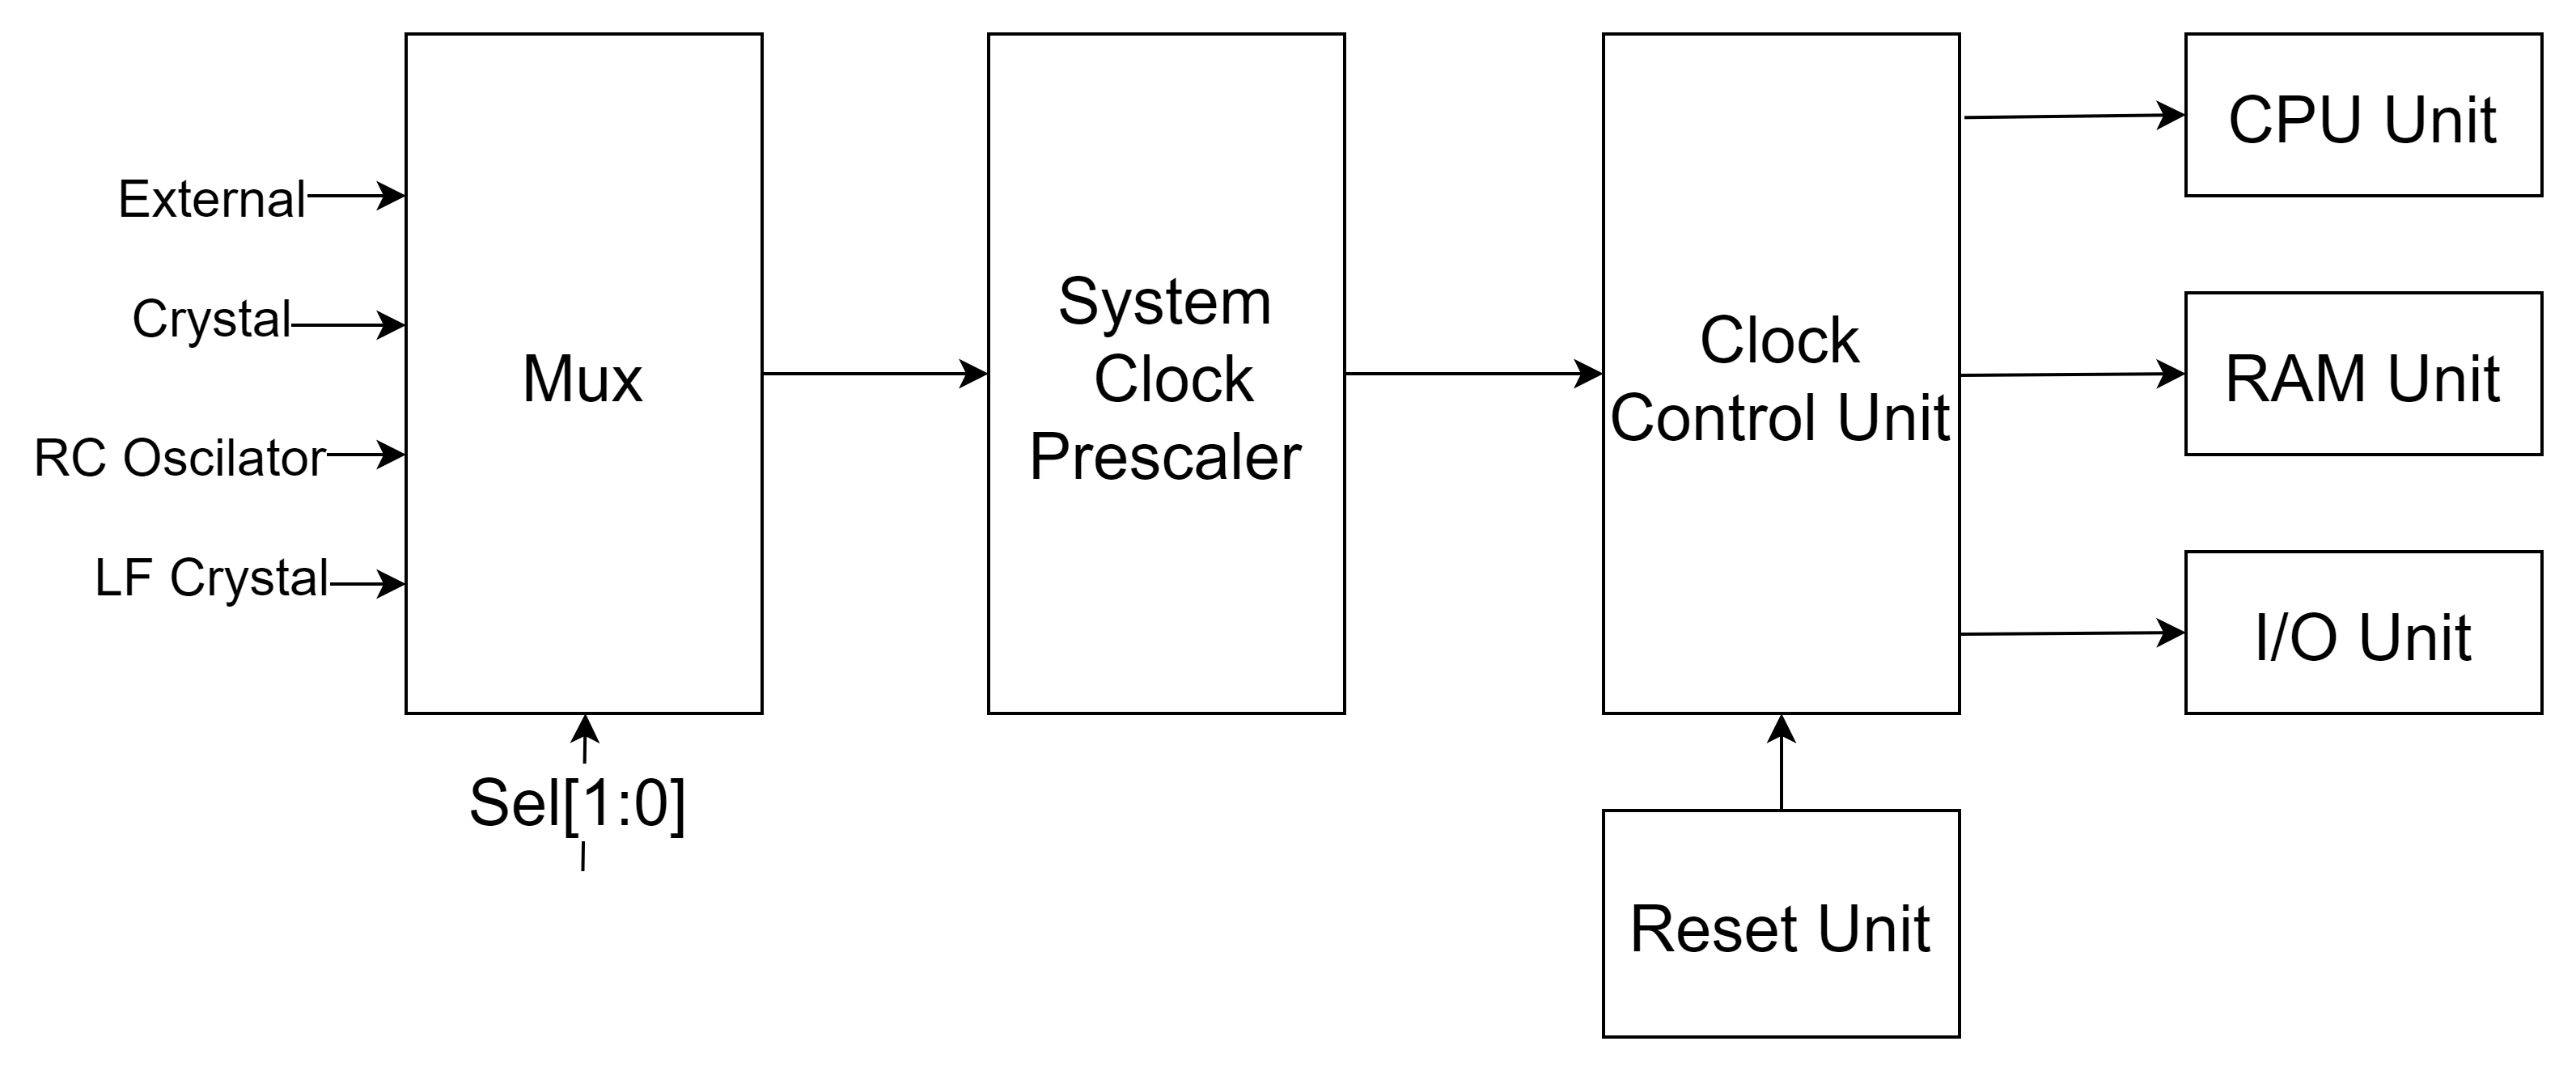 External
Crystal
RC Oscilator
LF Crystal
Mux
Sel[1:0]
System
Clock
Prescaler
Clock
Control Unit
Reset Unit
CPU Unit
RAM Unit
I/O Unit